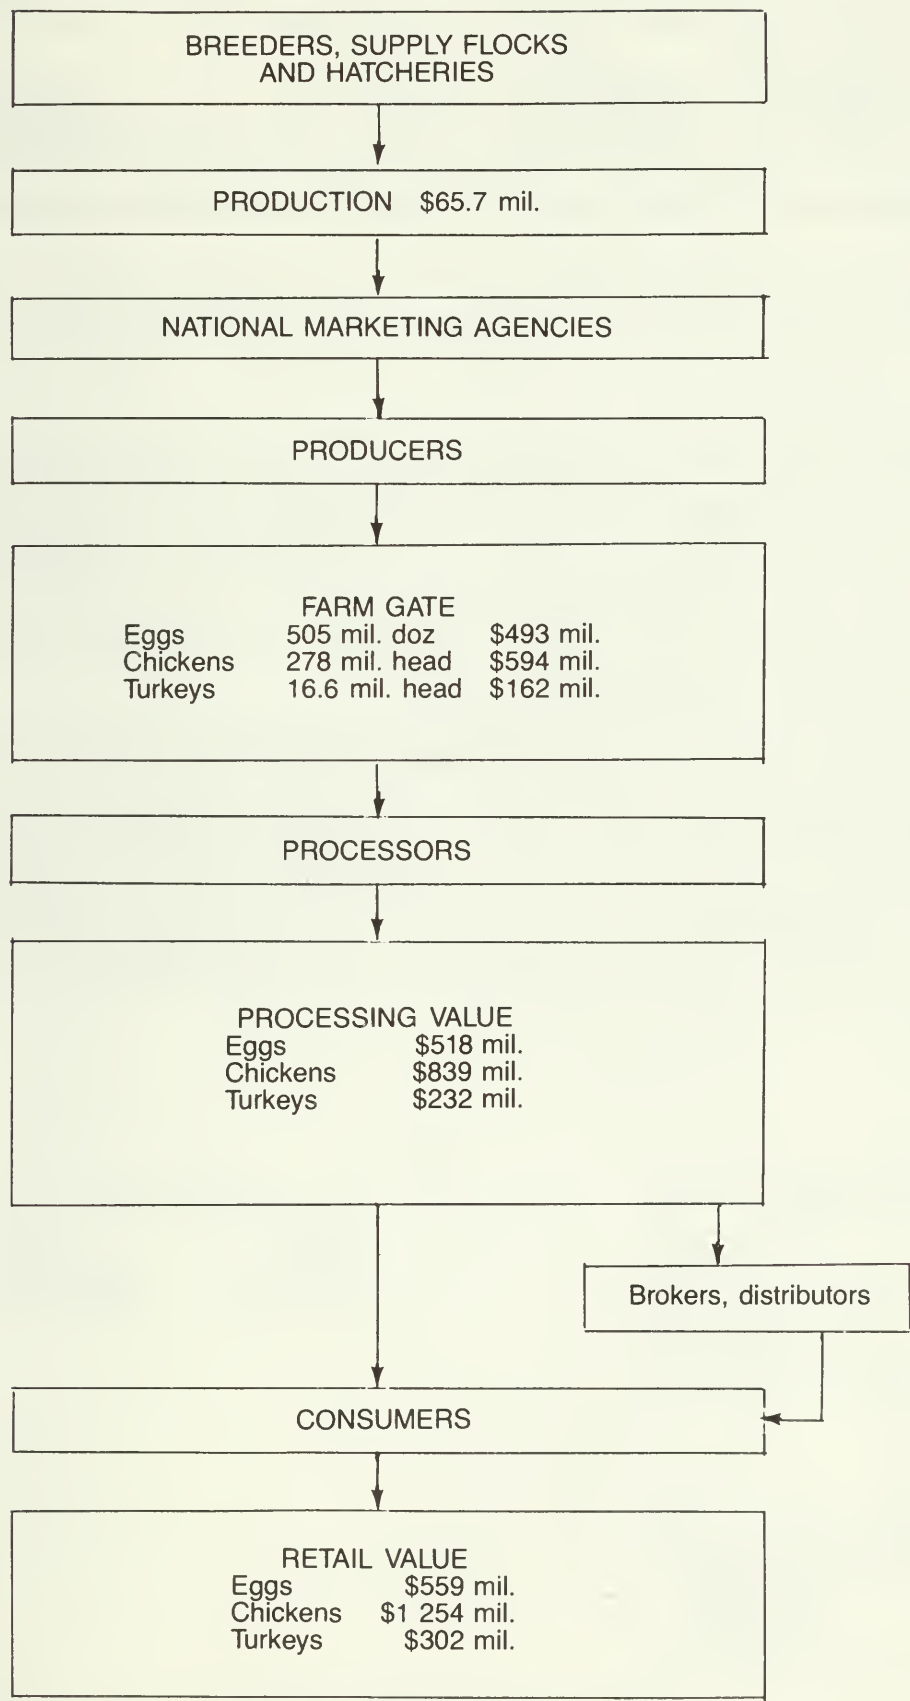 BREEDERS, SUPPLY FLOCKS
AND HATCHERIES
PRODUCTION $65.7 mil.
NATIONAL MARKETING AGENCIES
PRODUCERS
FARM GATE
Eggs 505 mil. doz $493 mil.
Chickens 278 mil. head $594 mil.
Turkeys 16.6 mil. head $162 mil.
PROCESSORS
PROCESSING VALUE
Eggs $518 mil.
Chickens $839 mil.
Turkeys $232 mil.
Brokers, distributors
CONSUMERS
RETAIL VALUE
Eggs $559 mil.
Chickens $1 254 mil.
Turkeys $302 mil.